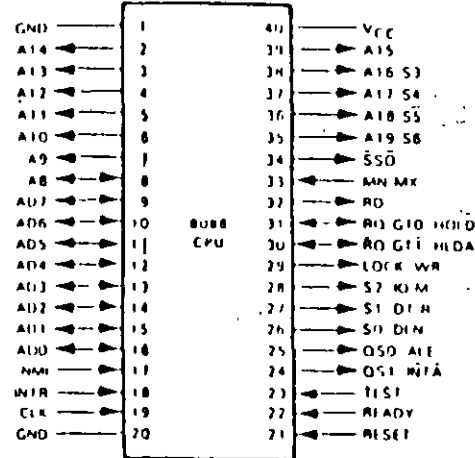 GND 1 40 VCC
A14 2 39 A15
A13 3 38 A16 S3
A12 4 37 A17 S4
A11 5 36 A18 S5
A10 6 35 A19 S6
A9 7 34 SSO
A8 8 33 MN MX
AD7 9 32 RD
AD6 10 31 RQ GT0 HOLD
AD5 11 30 RQ GT1 HLDA
AD4 12 29 LOCK WR
AD3 13 28 S2 IO M
AD2 14 27 S1 DT R
AD1 15 26 S0 DEN
AD0 16 25 QS0 ALE
NMI 17 24 QS1 INTA
INTR 18 23 TEST
CLK 19 22 READY
GND 20 21 RESET
8088
CPU